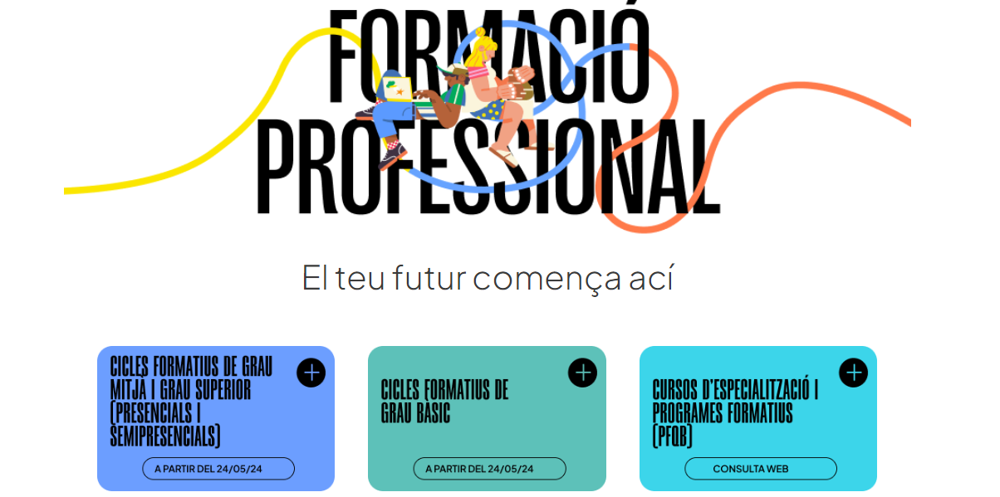 FORMACIÓ
PROFESSIONAL
El teu futur comença ací
CICLES FORMATIUS DE GRAU
MITJÀ I GRAU SUPERIOR
(PRESENCIALS I
SEMIPRESENCIALS)
A PARTIR DEL 24/05/24
CICLES FORMATIUS DE
GRAU BÀSIC
A PARTIR DEL 24/05/24
CURSOS D'ESPECIALITZACIÓ I
PROGRAMES FORMATIUS
(PFQB)
CONSULTA WEB